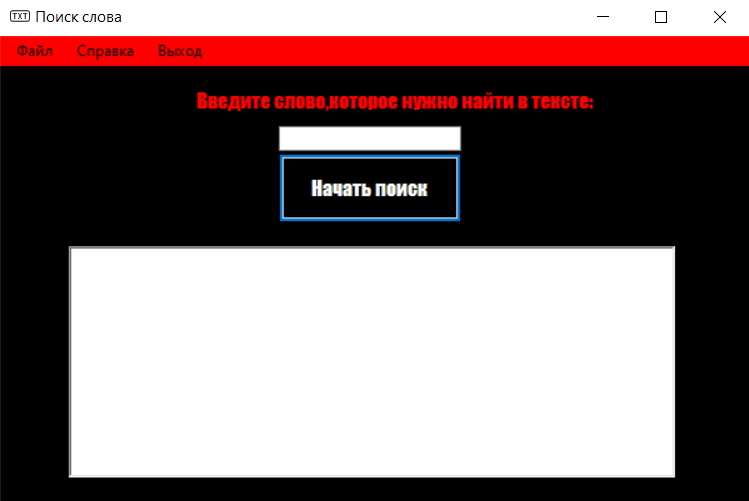 TXT Поиск слова
Файл Справка Выход
Введите слово,которое нужно найти в тексте:
Начать поиск